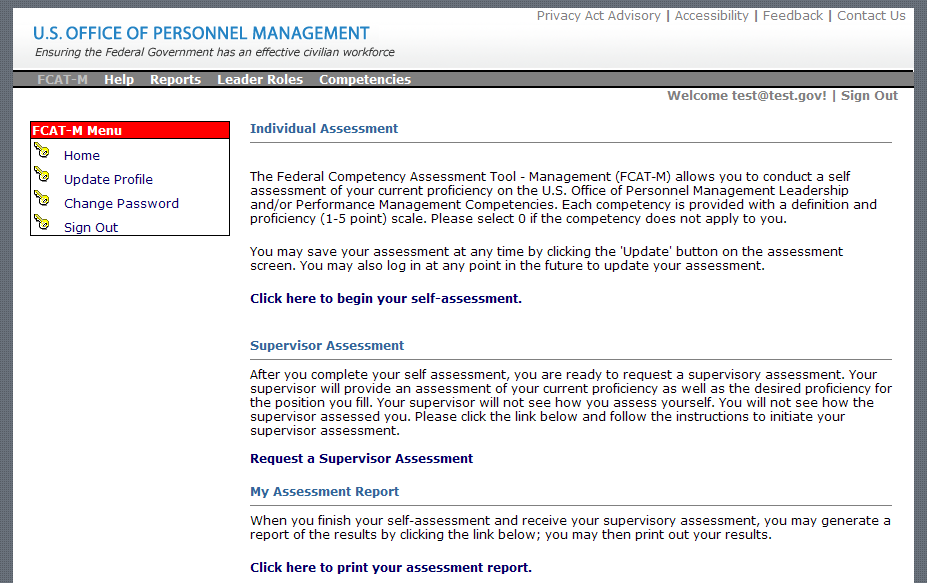 Privacy Act Advisory | Accessibility | Feedback | Contact Us
U.S. OFFICE OF PERSONNEL MANAGEMENT
Ensuring the Federal Government has an effective civilian workforce
FCAT-M Help Reports Leader Roles Competencies
Welcome test@test.gov! | Sign Out
FCAT-M Menu
Home
Update Profile
Change Password
Sign Out
Individual Assessment
The Federal Competency Assessment Tool - Management (FCAT-M) allows you to conduct a self
assessment of your current proficiency on the U.S. Office of Personnel Management Leadership
and/or Performance Management Competencies. Each competency is provided with a definition and
proficiency (1-5 point) scale. Please select 0 if the competency does not apply to you.
You may save your assessment at any time by clicking the 'Update' button on the assessment
screen. You may also log in at any point in the future to update your assessment.
Click here to begin your self-assessment.
Supervisor Assessment
After you complete your self assessment, you are ready to request a supervisory assessment. Your
supervisor will provide an assessment of your current proficiency as well as the desired proficiency for
the position you fill. Your supervisor will not see how you assess yourself. You will not see how the
supervisor assessed you. Please click the link below and follow the instructions to initiate your
supervisor assessment.
Request a Supervisor Assessment
My Assessment Report
When you finish your self-assessment and receive your supervisory assessment, you may generate a
report of the results by clicking the link below; you may then print out your results.
Click here to print your assessment report.